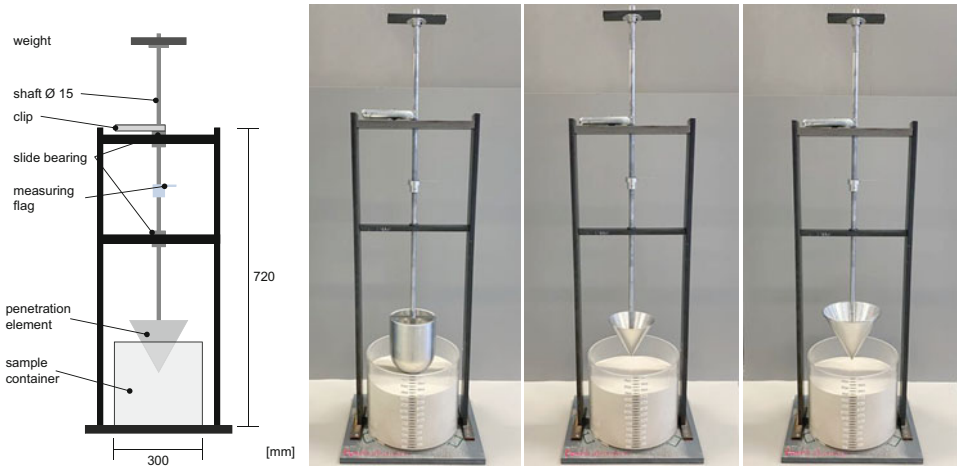 weight
shaft Ø 15
clip
slide bearing
measuring
flag
penetration
element
sample
container
720
300
[mm]